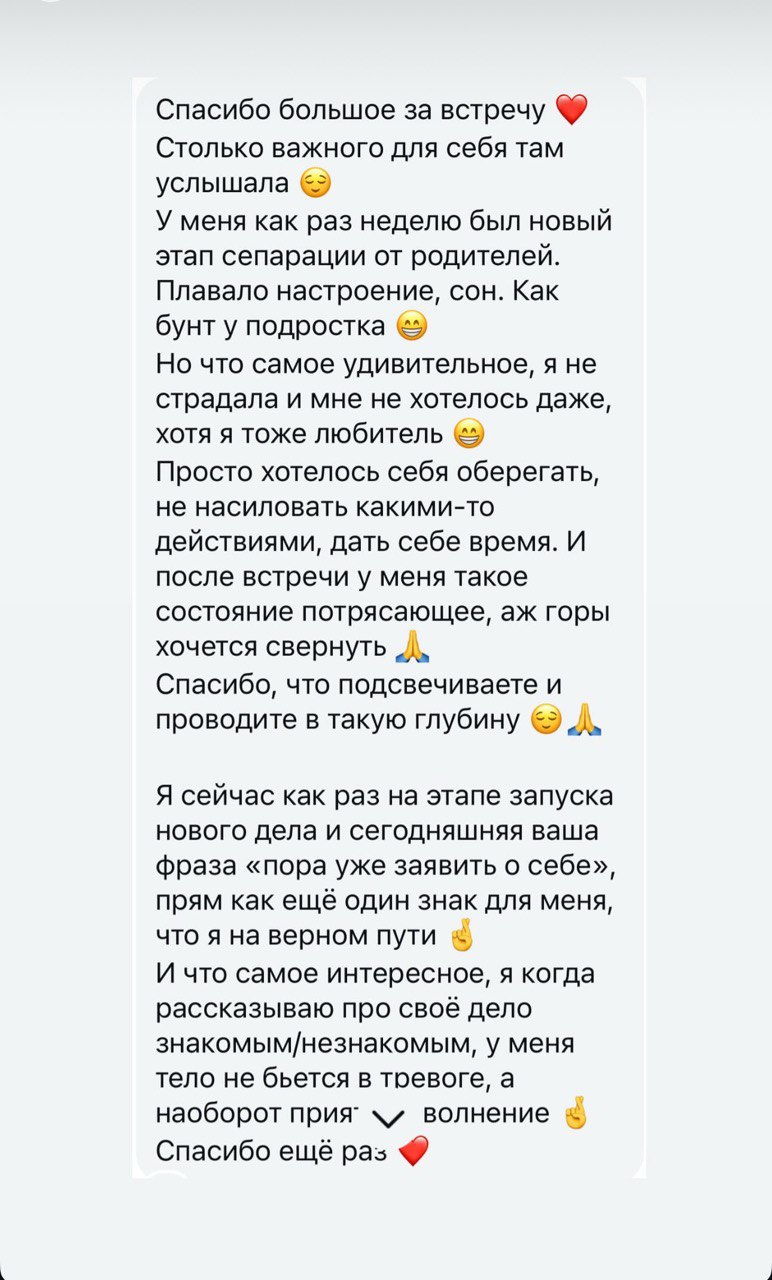 Спасибо большое за встречу ❤️
Столько важного для себя там
услышала 😌
У меня как раз неделю был новый
этап сепарации от родителей.
Плавало настроение, сон. Как
бунт у подростка 😁
Но что самое удивительное, я не
страдала и мне не хотелось даже,
хотя я тоже любитель 😁
Просто хотелось себя оберегать,
не насиловать какими-то
действиями, дать себе время. И
после встречи у меня такое
состояние потрясающее, аж горы
хочется свернуть 🙏
Спасибо, что подсвечиваете и
проводите в такую глубину 😌🙏
Я сейчас как раз на этапе запуска
нового дела и сегодняшняя ваша
фраза «пора уже заявить о себе»,
прям как ещё один знак для меня,
что я на верном пути 🤞
И что самое интересное, я когда
рассказываю про своё дело
знакомым/незнакомым, у меня
тело не бьется в тревоге, а
наоборот волнение 🤞
Спасибо ещё раз ❤️